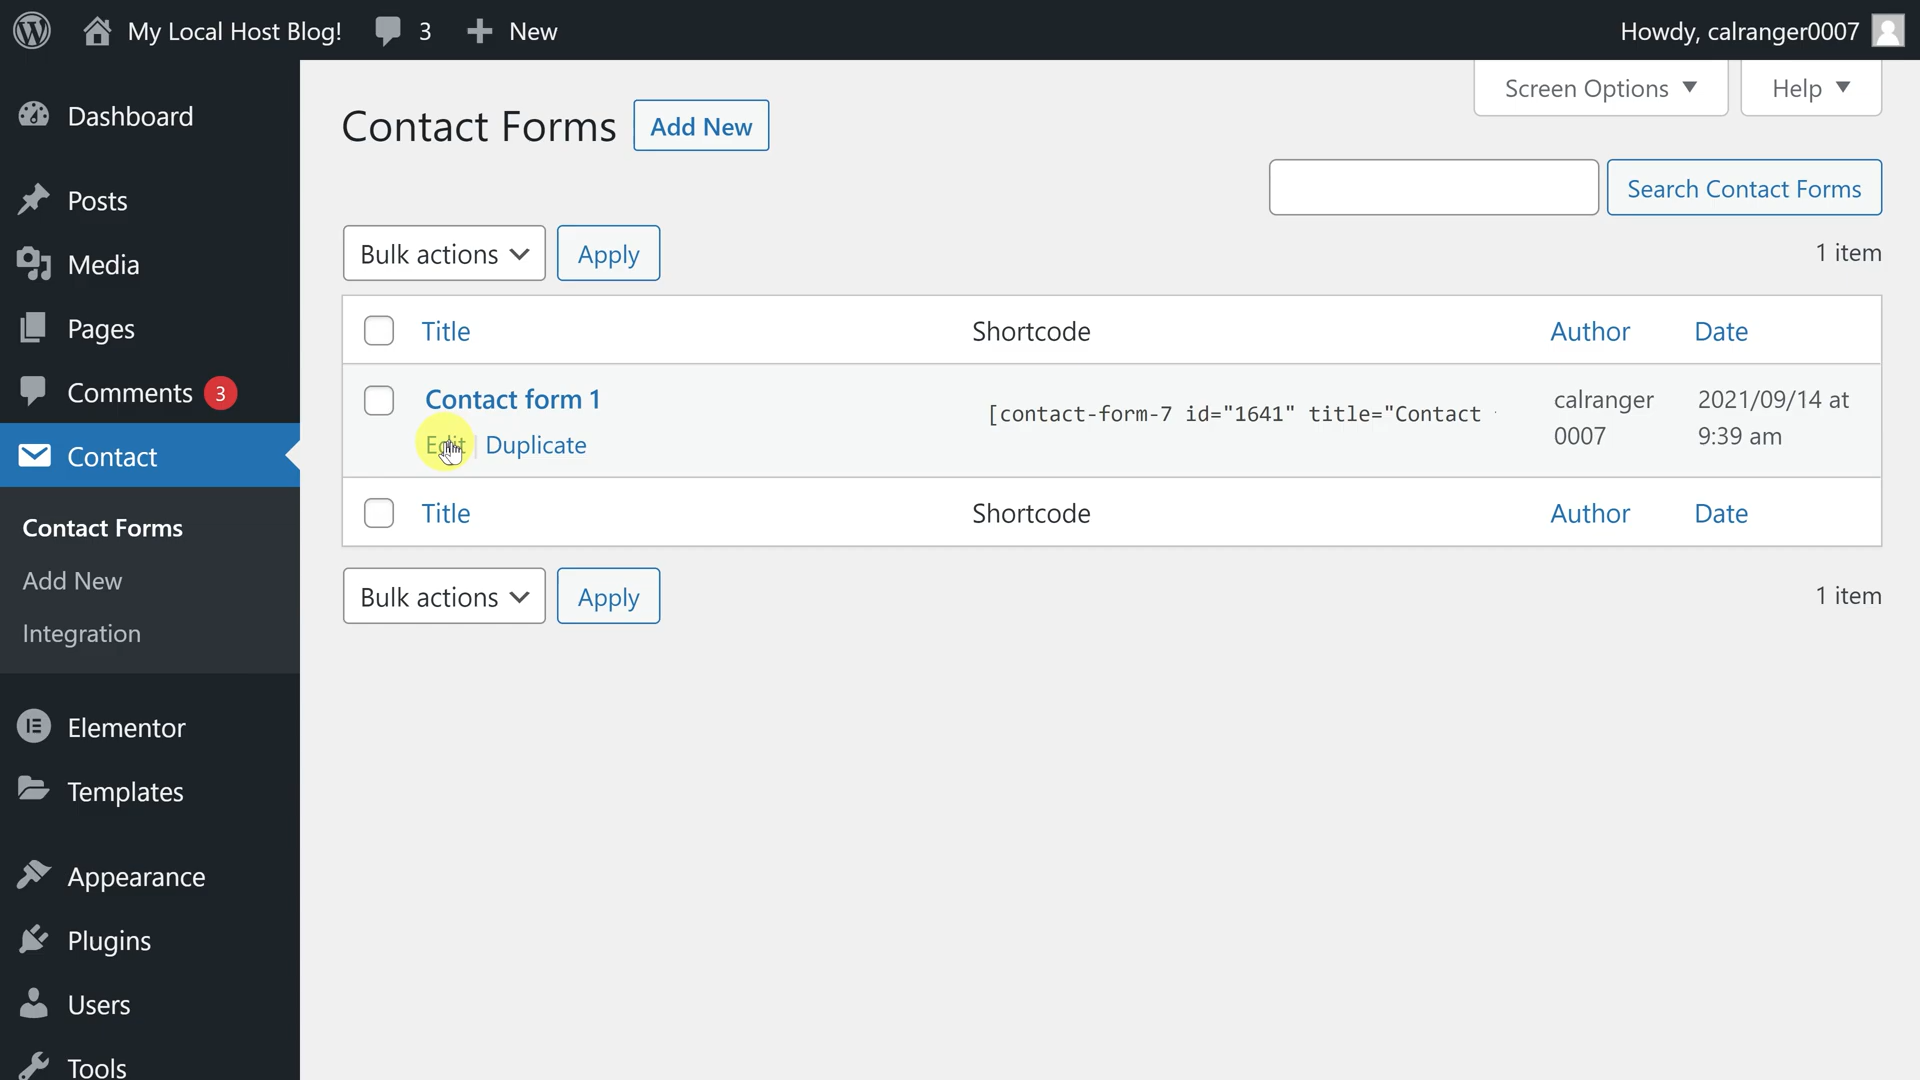 My Local Host Blog! 3 New Howdy, calranger0007
Screen Options Help
Dashboard
Posts
Media
Pages
Comments 3
Contact
Contact Forms
Add New
Integration
Elementor
Templates
Appearance
Plugins
Users
Tools
Contact Forms Add New
Search Contact Forms
Bulk actions Apply 1 item
Title Shortcode Author Date
Contact form 1 [contact-form-7 id="1641" title="Contact calranger 2021/09/14 at
0007 9:39 am
Edit | Duplicate
Title Shortcode Author Date
Bulk actions Apply 1 item